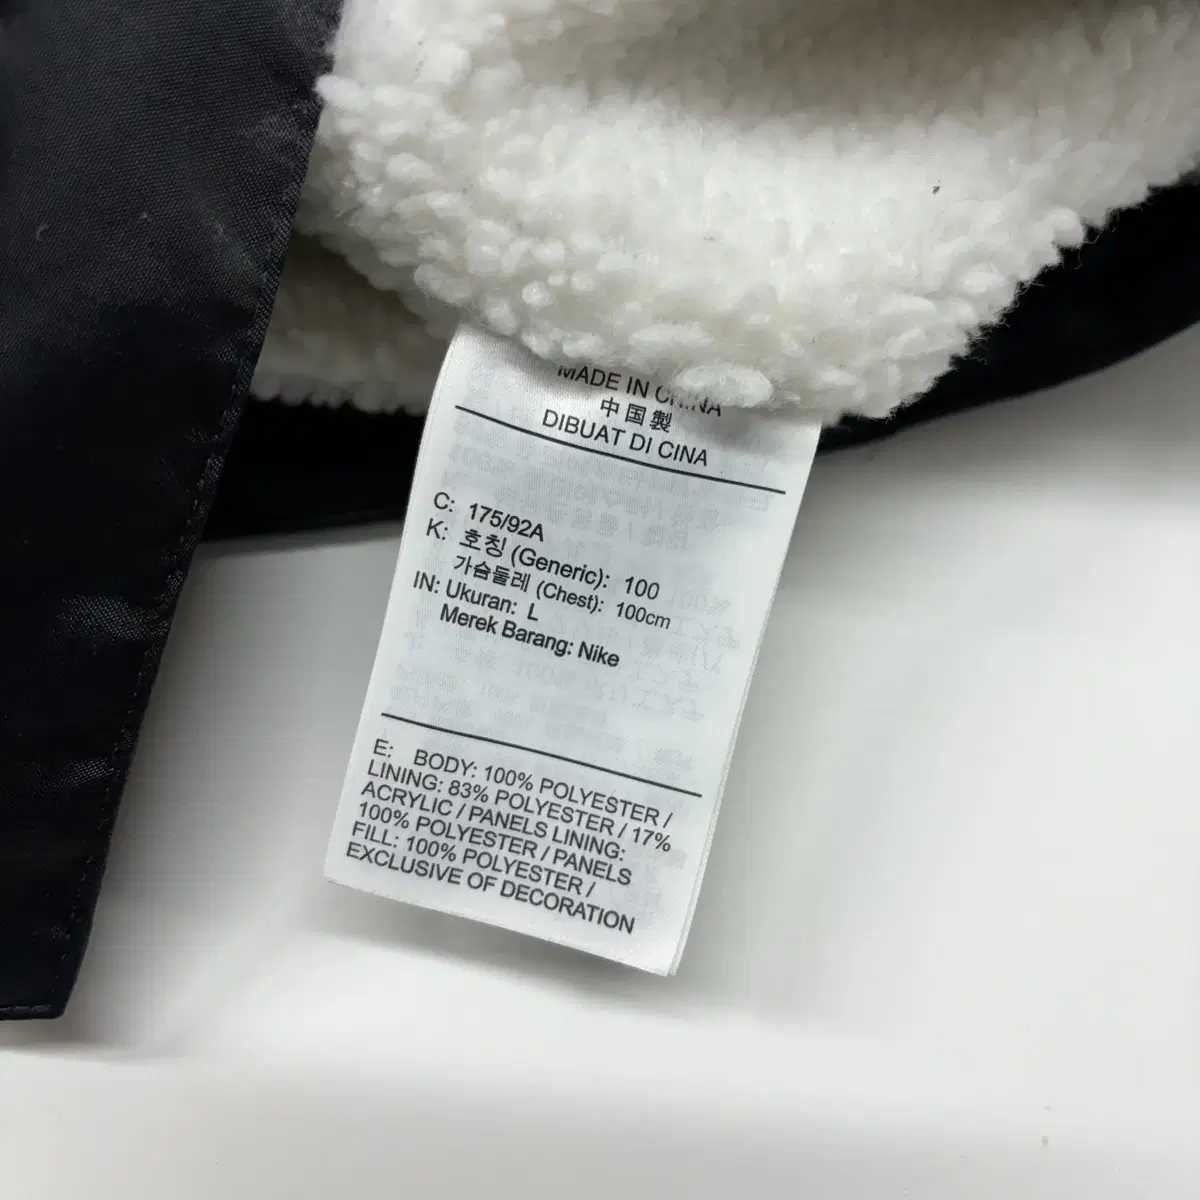 MADE IN CHINA
中国製
DIBUAT DI CINA
C: 175/92A
K: 호칭 (Generic): 100
가슴둘레 (Chest): 100cm
IN: Ukuran: L
Merek Barang: Nike
E: BODY: 100% POLYESTER /
LINING: 83% POLYESTER / 17%
ACRYLIC / PANELS LINING:
100% POLYESTER / PANELS
FILL: 100% POLYESTER /
EXCLUSIVE OF DECORATION